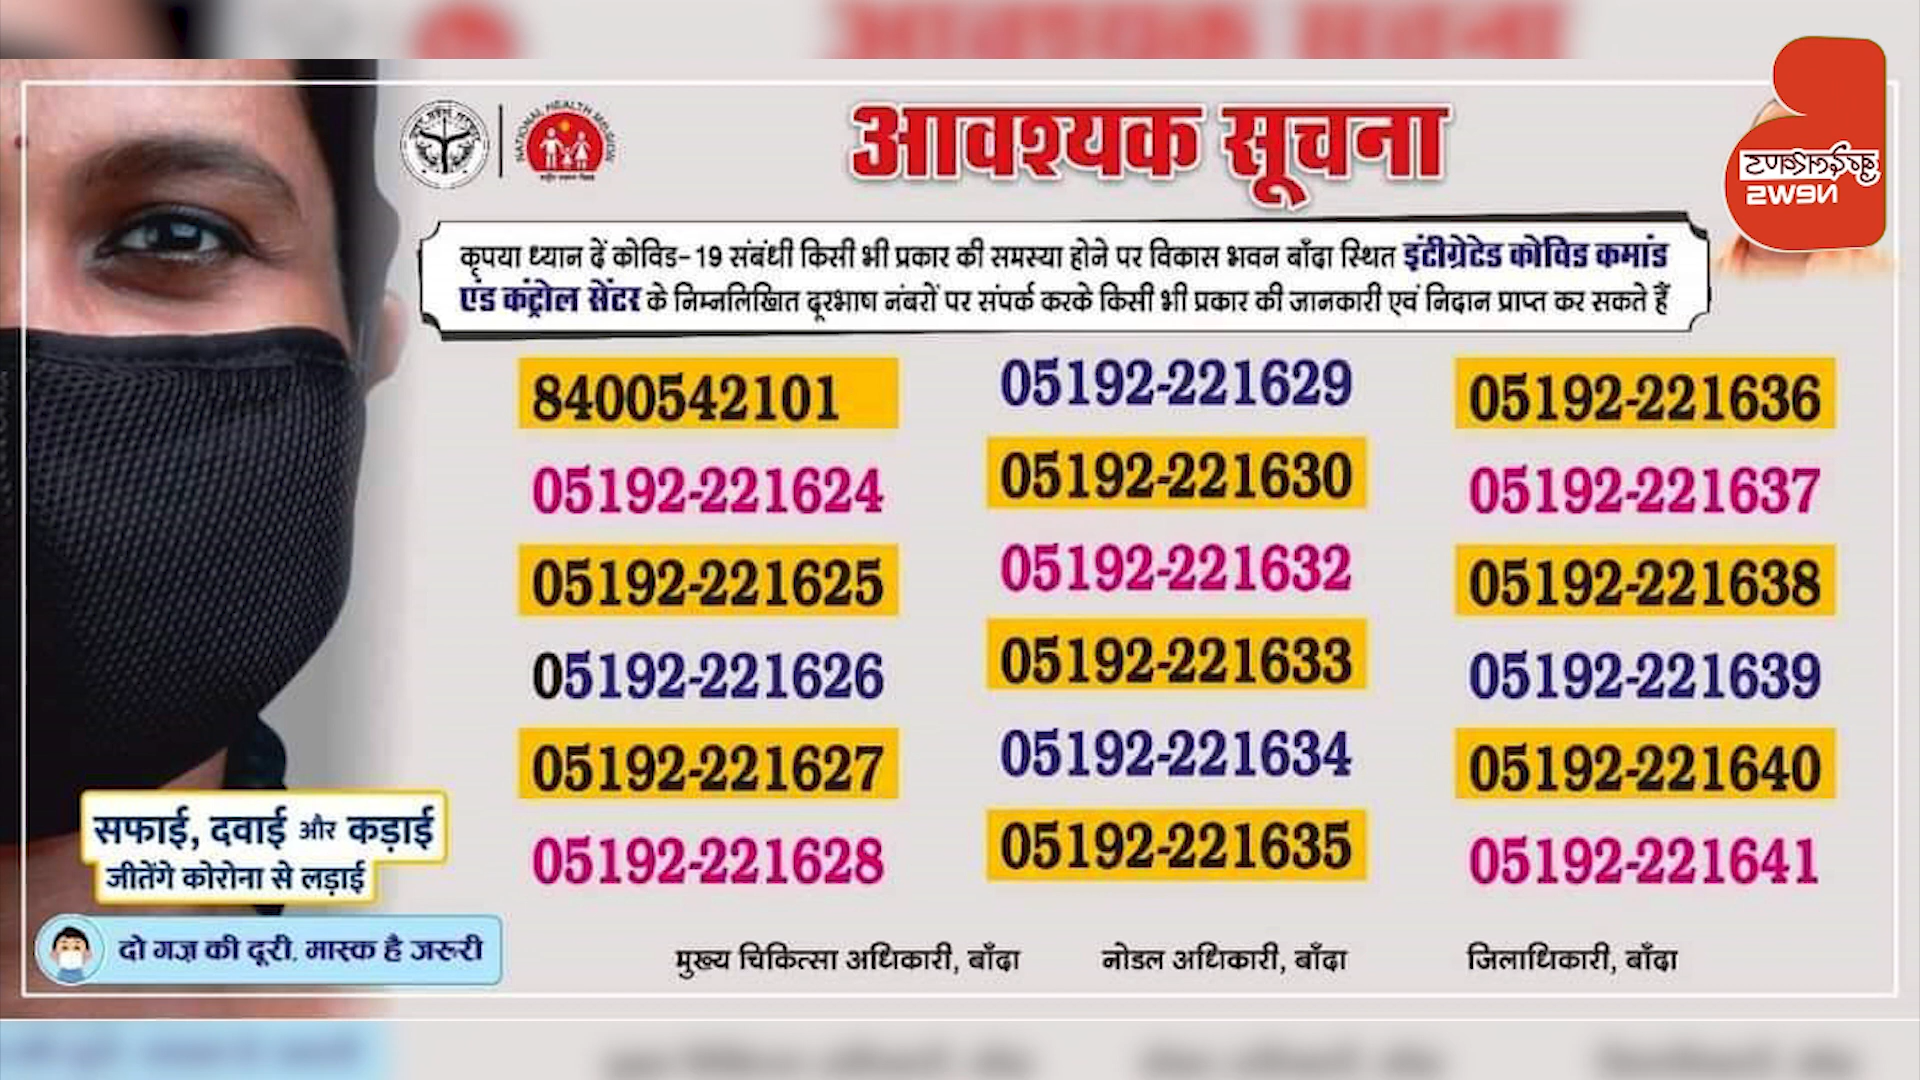 NATIONAL HEALTH MISSION
आवश्यक सूचना
कृपया ध्यान दें कोविड-19 संबंधी किसी भी प्रकार की समस्या होने पर विकास भवन बाँदा स्थित इंटीग्रेटेड कोविड कमांड
एंड कंट्रोल सेंटर के निम्नलिखित दूरभाष नंबरों पर संपर्क करके किसी भी प्रकार की जानकारी एवं निदान प्राप्त कर सकते हैं
8400542101
05192-221624
05192-221625
05192-221626
05192-221627
05192-221628
05192-221629
05192-221630
05192-221632
05192-221633
05192-221634
05192-221635
05192-221636
05192-221637
05192-221638
05192-221639
05192-221640
05192-221641
सफाई, दवाई और कड़ाई
जीतेंगे कोरोना से लड़ाई
दो गज़ की दूरी, मास्क है जरूरी
मुख्य चिकित्सा अधिकारी, बाँदा
नोडल अधिकारी, बाँदा
जिलाधिकारी, बाँदा